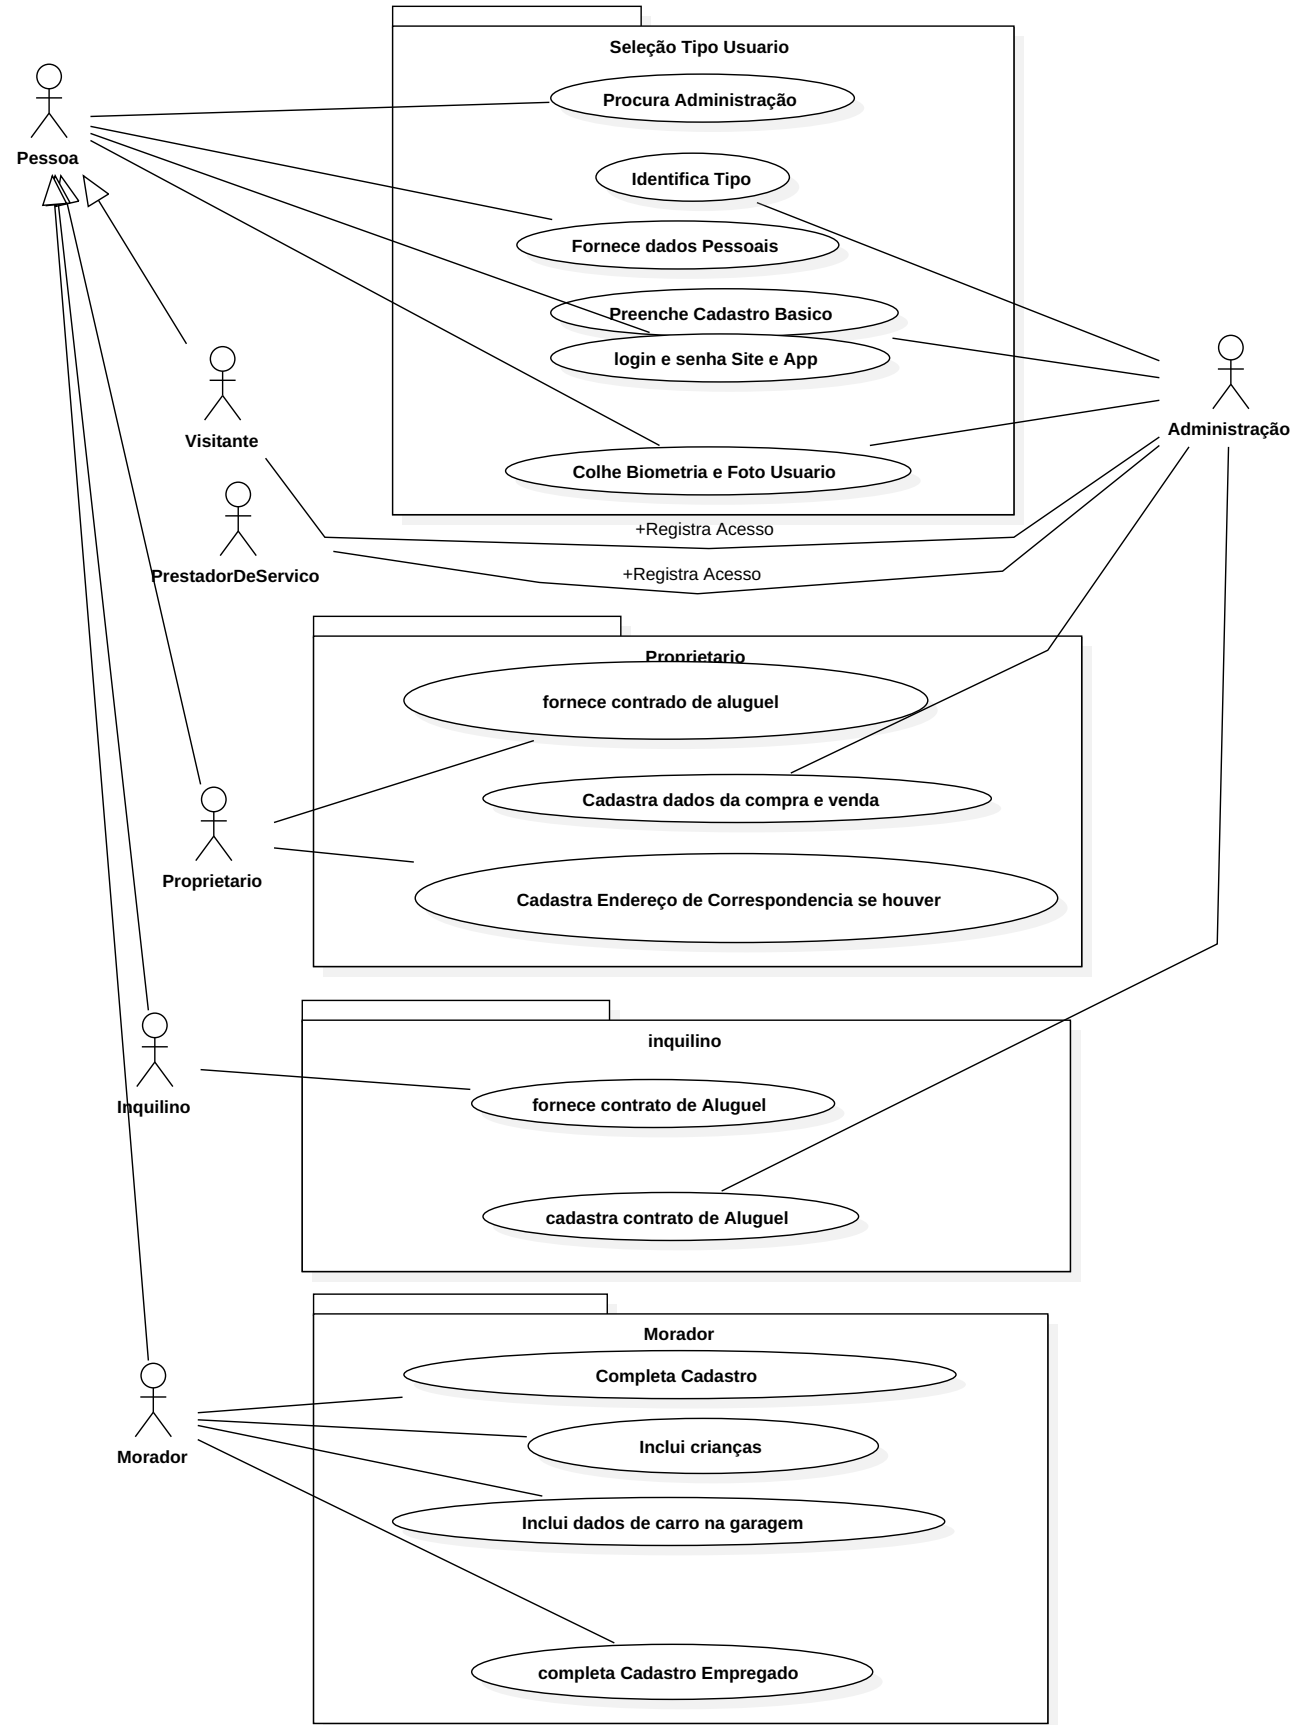 Seleção Tipo Usuario
Procura Administração
Pessoa
Identifica Tipo
Fornece dados Pessoais
Preenche Cadastro Basico
login e senha Site e App
Administração
Visitante
Colhe Biometria e Foto Usuario
+Registra Acesso
+Registra Acesso
PrestadorDeServico
Proprietario
fornece contrado de aluguel
Cadastra dados da compra e venda
Proprietario
Cadastra Endereço de Correspondencia se houver
inquilino
fornece contrato de Aluguel
Inquilino
cadastra contrato de Aluguel
Morador
Completa Cadastro
Inclui crianças
Morador
Inclui dados de carro na garagem
completa Cadastro Empregado